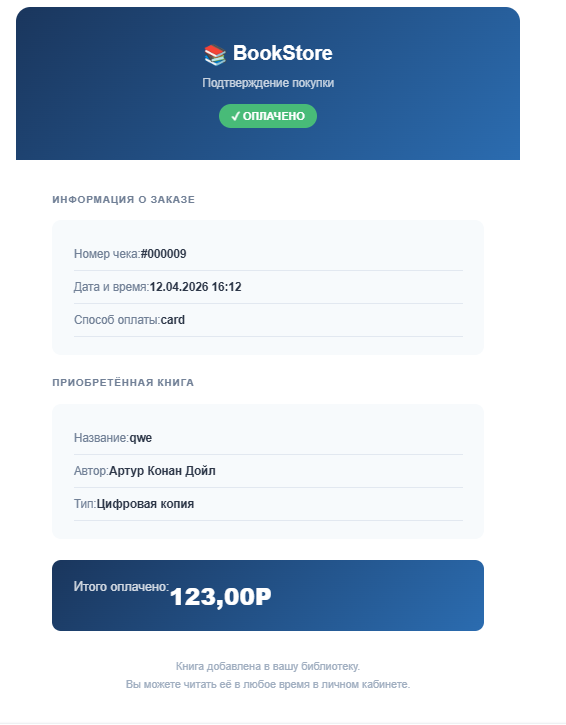 📚 BookStore
Подтверждение покупки
✓ ОПЛАЧЕНО
ИНФОРМАЦИЯ О ЗАКАЗЕ
Номер чека:#000009
Дата и время:12.04.2026 16:12
Способ оплаты:card
ПРИОБРЕТЁННАЯ КНИГА
Название:qwe
Автор:Артур Конан Дойл
Тип:Цифровая копия
Итого оплачено:123,00Р
Книга добавлена в вашу библиотеку.
Вы можете читать её в любое время в личном кабинете.